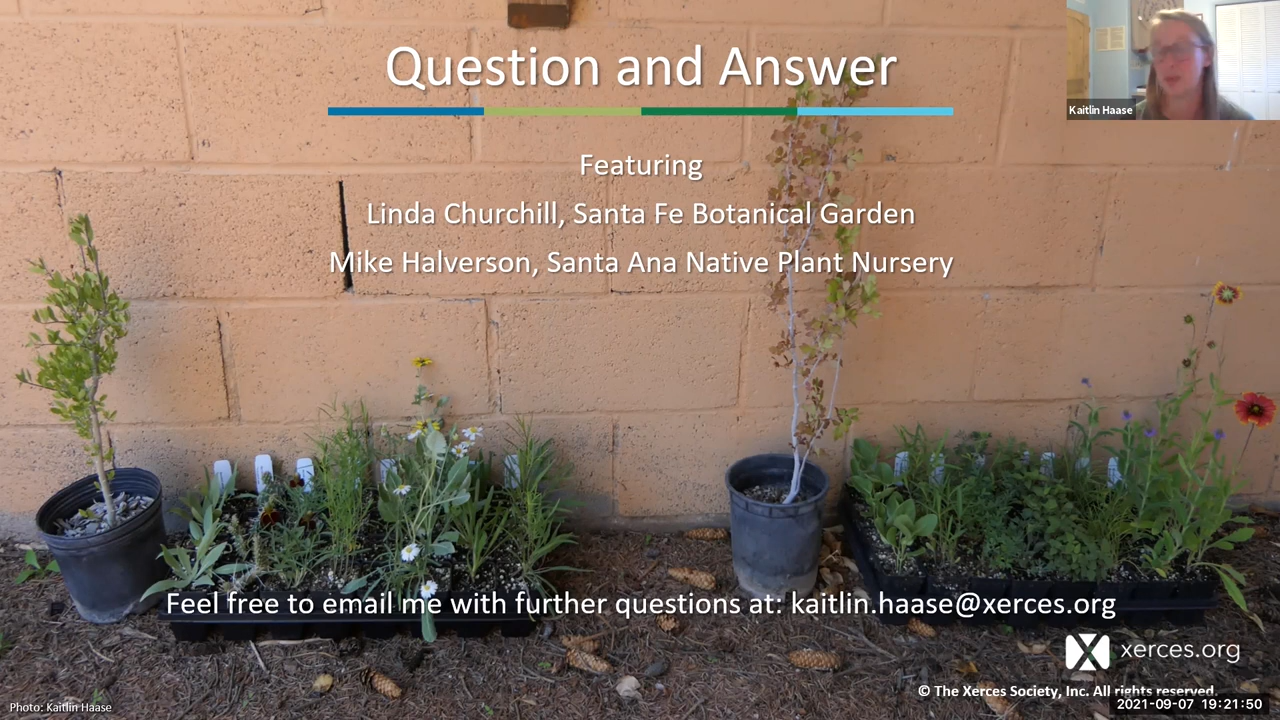 Question and Answer
Kaitlin Haase
Featuring
Linda Churchill, Santa Fe Botanical Garden
Mike Halverson, Santa Ana Native Plant Nursery
Feel free to email me with further questions at: kaitlin.haase@xerces.org
xerces.org
© The Xerces Society, Inc. All rights reserved.
2021-09-07 19:21:50
Photo: Kaitlin Haase